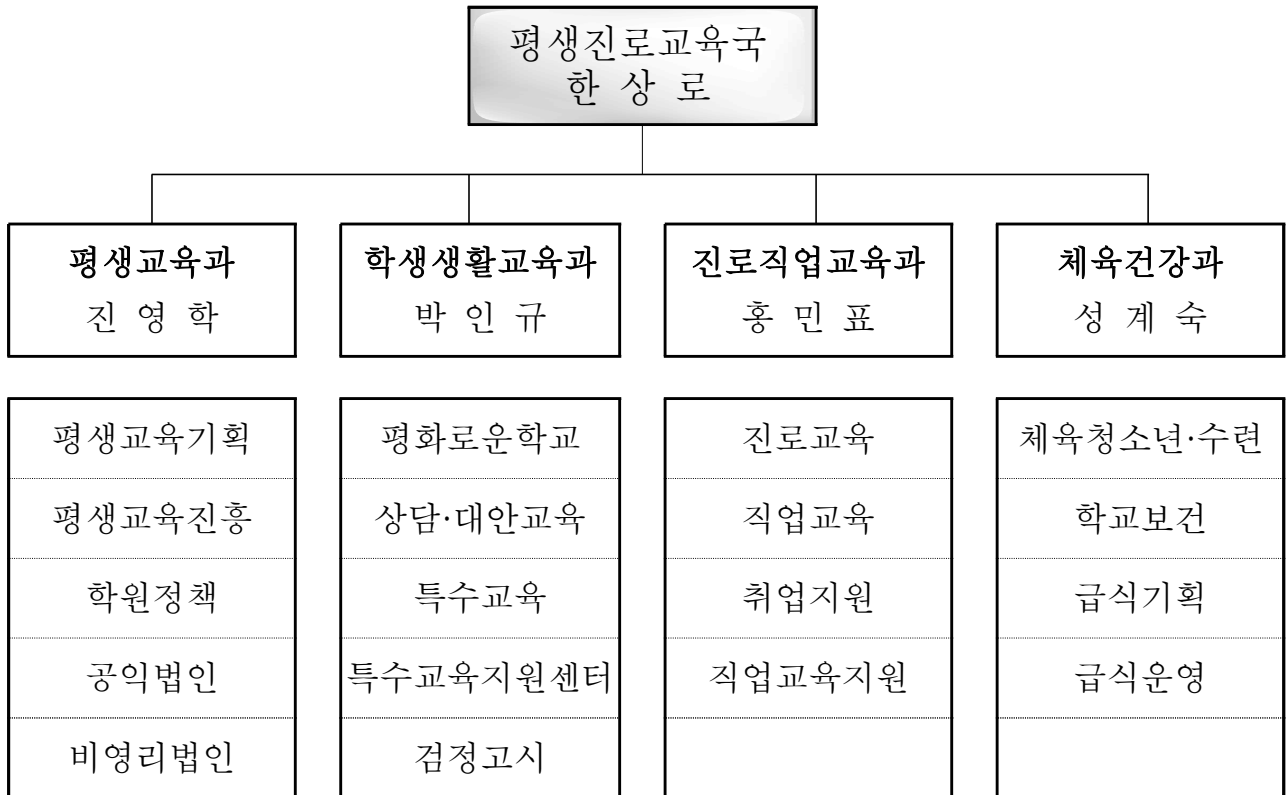 평생진로교육국
한 상 로
평생교육과
진 영 학
학생생활교육과
박 인 규
진로직업교육과
홍 민 표
체육건강과
성 계 숙
평생교육기획
평생교육진흥
학원정책
공익법인
비영리법인
평화로운학교
상담·대안교육
특수교육
특수교육지원센터
검정고시
진로교육
직업교육
취업지원
직업교육지원
체육청소년·수련
학교보건
급식기획
급식운영